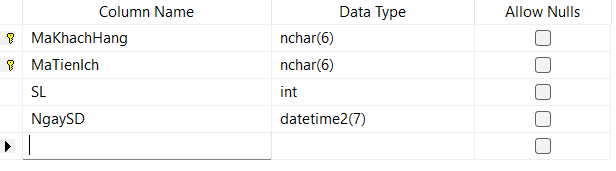 Column Name Data Type Allow Nulls
MaKhachHang nchar(6)
MaTienIch nchar(6)
SL int
NgaySD datetime2(7)